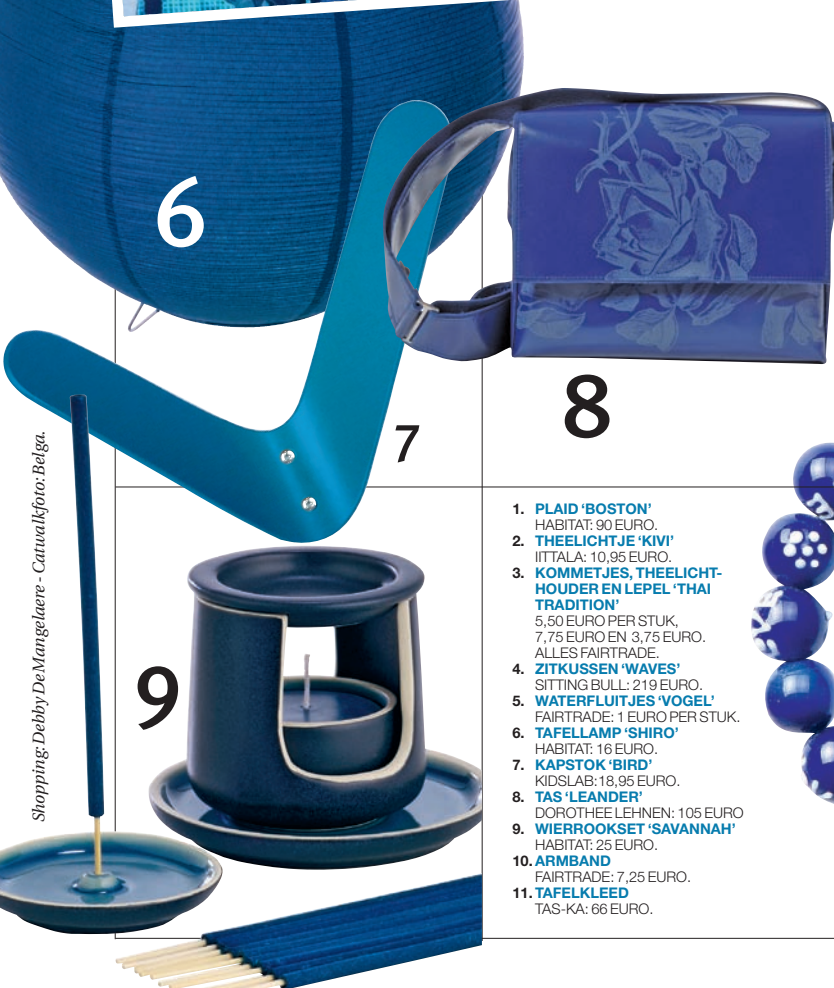 6
7
8
9
Shopping: Debby De Mangelaere - Catwalkfoto: Belga.
1. PLAID ‘BOSTON’
HABITAT: 90 EURO.
2. THEELICHTJE ‘KIVI’
IITTALA: 10,95 EURO.
3. KOMMETJES, THEELICHT-
HOUDER EN LEPEL ‘THAI
TRADITION’
5,50 EURO PER STUK,
7,75 EURO EN 3,75 EURO.
ALLES FAIRTRADE.
4. ZITKUSSEN ‘WAVES’
SITTING BULL: 219 EURO.
5. WATERFLUITJES ‘VOGEL’
FAIRTRADE: 1 EURO PER STUK.
6. TAFELLAMP ‘SHIRO’
HABITAT: 16 EURO.
7. KAPSTOK ‘BIRD’
KIDSLAB: 18,95 EURO.
8. TAS ‘LEANDER’
DOROTHEE LEHNEN: 105 EURO
9. WIERROOKSET ‘SAVANNAH’
HABITAT: 25 EURO.
10. ARMBAND
FAIRTRADE: 7,25 EURO.
11. TAFELKLEED
TAS-KA: 66 EURO.